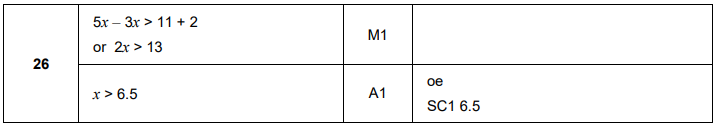 26
5x – 3x > 11 + 2
or 2x > 13
M1
x > 6.5
A1
oe
SC1 6.5